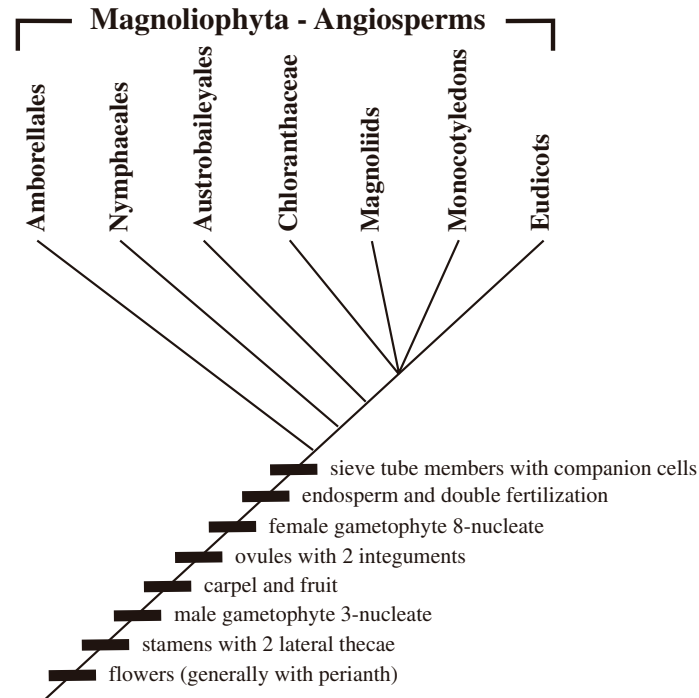 Magnoliophyta - Angiosperms
Amborellales
Nymphaeales
Austrobaileyales
Chloranthaceae
Magnoliids
Monocotyledons
Eudicots
sieve tube members with companion cells
endosperm and double fertilization
female gametophyte 8-nucleate
ovules with 2 integuments
carpel and fruit
male gametophyte 3-nucleate
stamens with 2 lateral thecae
flowers (generally with perianth)